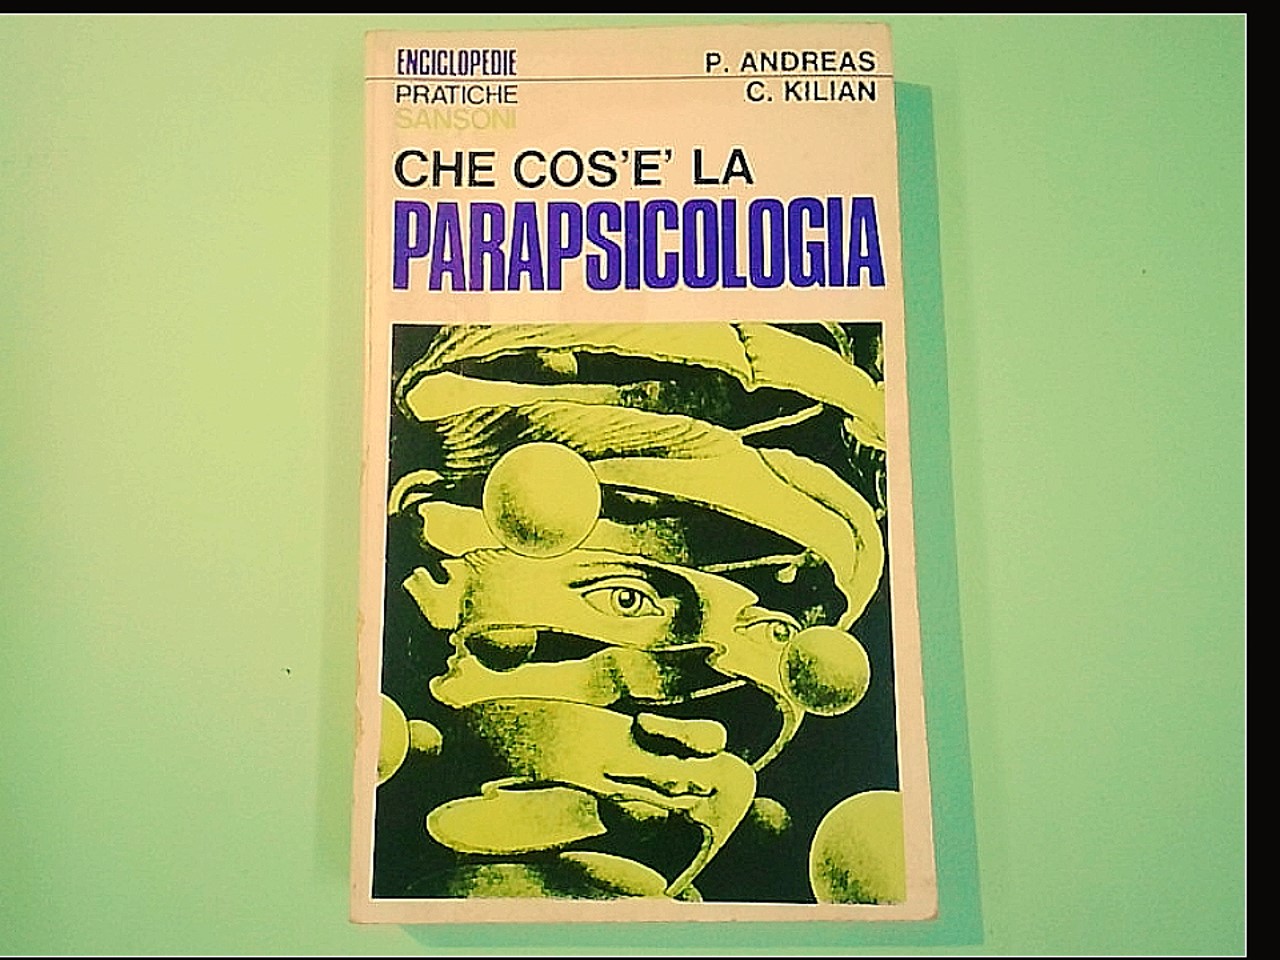 ENCICLOPEDIE
PRATICHE
SANSONI
P. ANDREAS
C. KILIAN
CHE COS'E' LA
PARAPSICOLOGIA